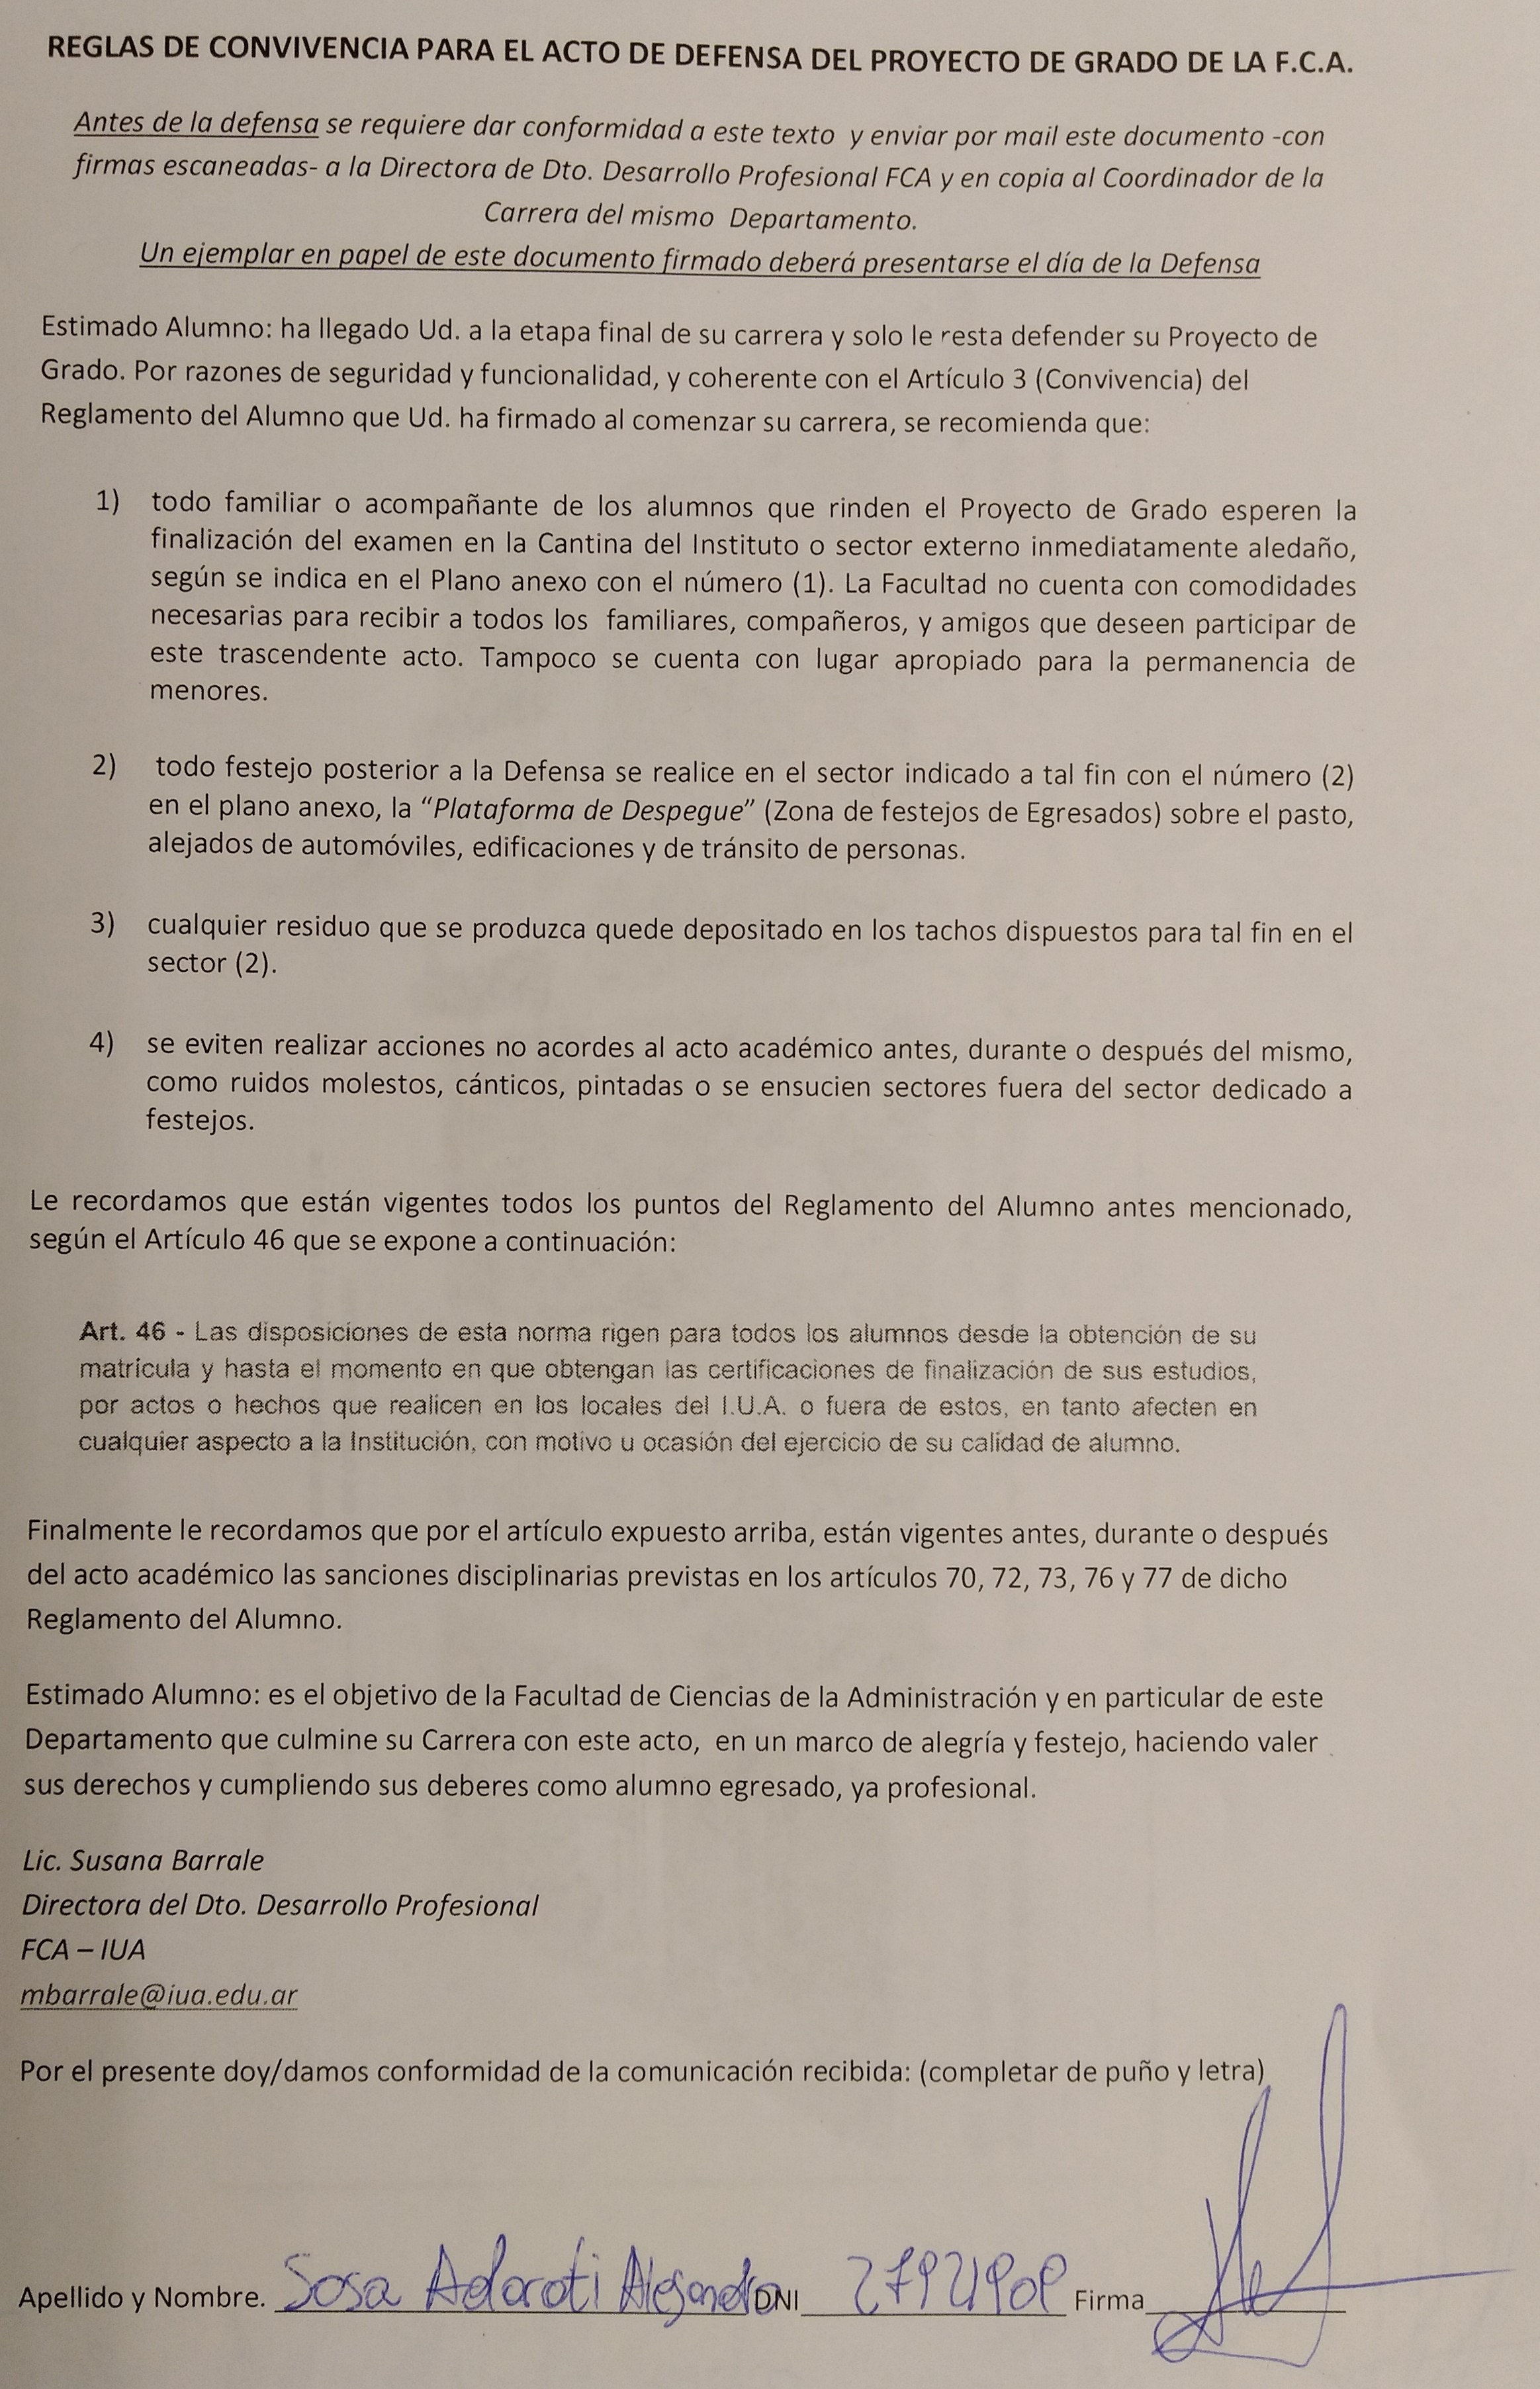 REGLAS DE CONVIVENCIA PARA EL ACTO DE DEFENSA DEL PROYECTO DE GRADO DE LA F.C.A.
Antes de la defensa se requiere dar conformidad a este texto y enviar por mail este documento -con
firmas escaneadas- a la Directora de Dto. Desarrollo Profesional FCA y en copia al Coordinador de la
Carrera del mismo Departamento.
Un ejemplar en papel de este documento firmado deberá presentarse el día de la Defensa
Estimado Alumno: ha llegado Ud. a la etapa final de su carrera y solo le resta defender su Proyecto de
Grado. Por razones de seguridad y funcionalidad, y coherente con el Artículo 3 (Convivencia) del
Reglamento del Alumno que Ud. ha firmado al comenzar su carrera, se recomienda que:
1) todo familiar o acompañante de los alumnos que rinden el Proyecto de Grado esperen la
finalización del examen en la Cantina del Instituto o sector externo inmediatamente aledaño,
según se indica en el Plano anexo con el número (1). La Facultad no cuenta con comodidades
necesarias para recibir a todos los familiares, compañeros, y amigos que deseen participar de
este trascendente acto. Tampoco se cuenta con lugar apropiado para la permanencia de
menores.
2) todo festejo posterior a la Defensa se realice en el sector indicado a tal fin con el número (2)
en el plano anexo, la “Plataforma de Despegue” (Zona de festejos de Egresados) sobre el pasto,
alejados de automóviles, edificaciones y de tránsito de personas.
3) cualquier residuo que se produzca quede depositado en los tachos dispuestos para tal fin en el
sector (2).
4) se eviten realizar acciones no acordes al acto académico antes, durante o después del mismo,
como ruidos molestos, cánticos, pintadas o se ensucien sectores fuera del sector dedicado a
festejos.
Le recordamos que están vigentes todos los puntos del Reglamento del Alumno antes mencionado,
según el Artículo 46 que se expone a continuación:
Art. 46 - Las disposiciones de esta norma rigen para todos los alumnos desde la obtención de su
matrícula y hasta el momento en que obtengan las certificaciones de finalización de sus estudios,
por actos o hechos que realicen en los locales del I.U.A. o fuera de estos, en tanto afecten en
cualquier aspecto a la Institución, con motivo u ocasión del ejercicio de su calidad de alumno.
Finalmente le recordamos que por el artículo expuesto arriba, están vigentes antes, durante o después
del acto académico las sanciones disciplinarias previstas en los artículos 70, 72, 73, 76 y 77 de dicho
Reglamento del Alumno.
Estimado Alumno: es el objetivo de la Facultad de Ciencias de la Administración y en particular de este
Departamento que culmine su Carrera con este acto, en un marco de alegría y festejo, haciendo valer
sus derechos y cumpliendo sus deberes como alumno egresado, ya profesional.
Lic. Susana Barrale
Directora del Dto. Desarrollo Profesional
FCA – IUA
mbarrale@iua.edu.ar
Por el presente doy/damos conformidad de la comunicación recibida: (completar de puño y letra)
Apellido y Nombre. Sosa Alejandro DNI Firma